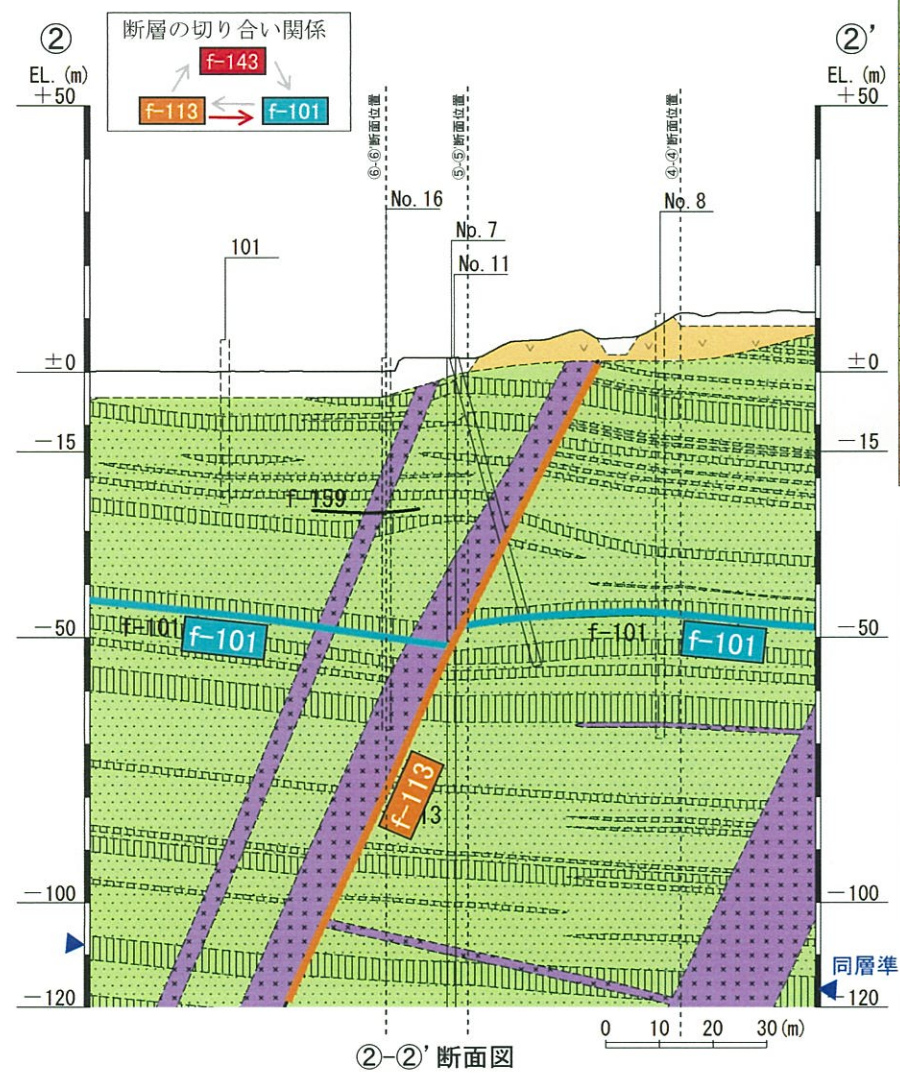 断層の切り合い関係
f-143
f-113
f-101
②
EL. (m)
②'
EL. (m)
+50
±0
-15
-50
-100
-120
+50
±0
-15
-50
-100
-120
⑥-⑥'断面位置
⑤-⑤'断面位置
④-④'断面位置
101
No. 16
No. 7
No. 11
No. 8
f-159
f-101
f-101
f-101
f-101
f-113
13
同層準
0 10 20 30 (m)
②-②' 断面図